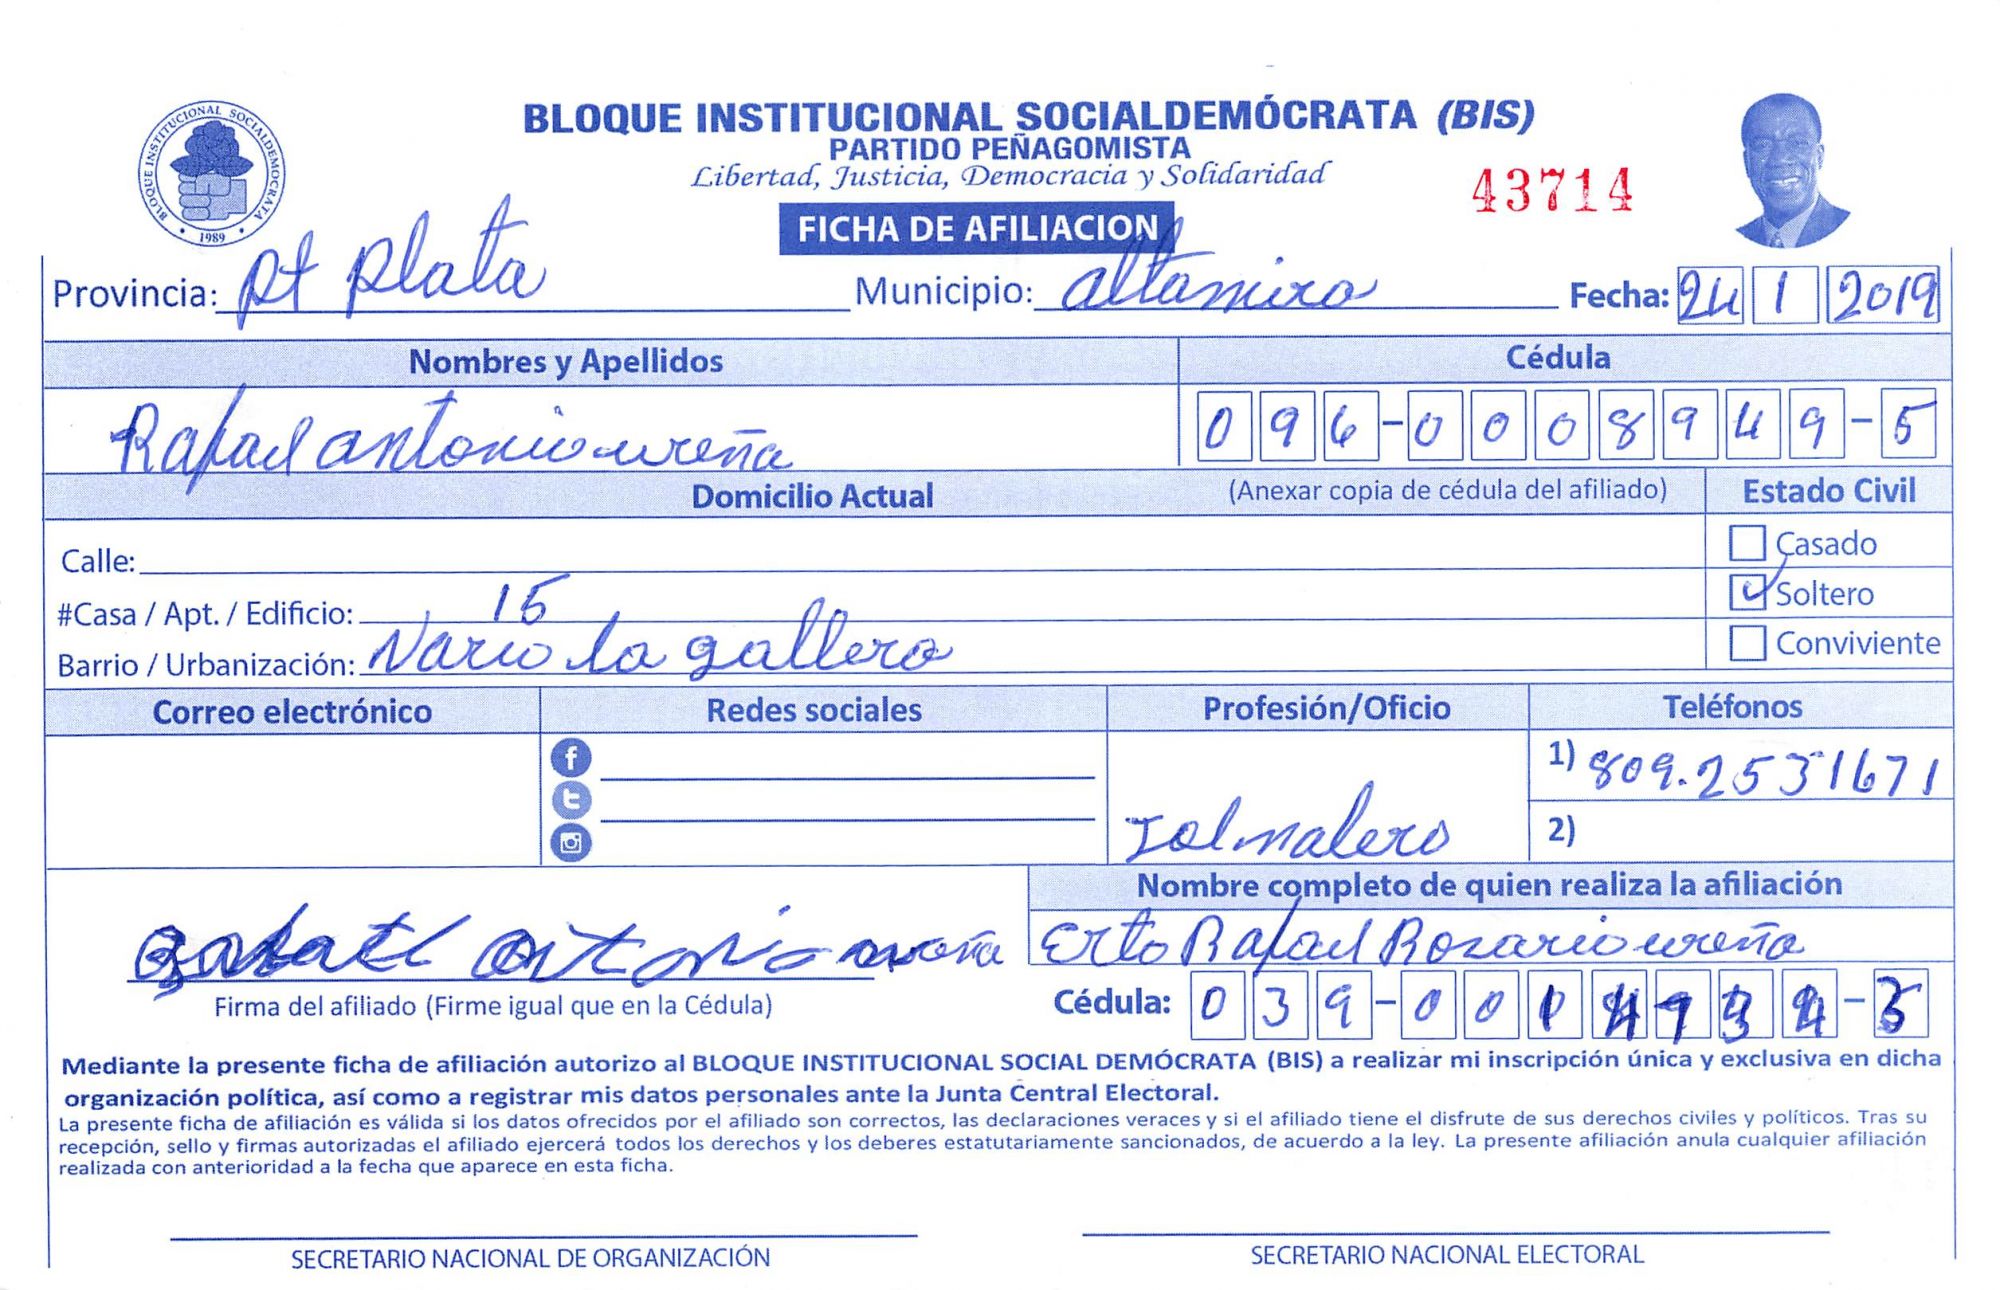 BLOQUE INSTITUCIONAL SOCIALDEMÓCRATA (BIS)
PARTIDO PEÑAGOMISTA
Libertad, Justicia, Democracia y Solidaridad
43714
BLOQUE INSTITUCIONAL SOCIALDEMOCRATA
1989
FICHA DE AFILIACION
Provincia: Pt Plata Municipio: altamira Fecha: 24 1 2019
Nombres y Apellidos Cédula
Rafael antonio ureña 096-0008949-5
Domicilio Actual (Anexar copia de cédula del afiliado) Estado Civil
Calle: Casado
#Casa / Apt. / Edificio: 15 Soltero
Barrio / Urbanización: la gallera Conviviente
Correo electrónico Redes sociales Profesión/Oficio Teléfonos
1) 809.2531671
2)
Nombre completo de quien realiza la afiliación
Rafael antonio ureña Erto Rafael Rosario ureña
Firma del afiliado (Firme igual que en la Cédula) Cédula: 039-001
Mediante la presente ficha de afiliación autorizo al BLOQUE INSTITUCIONAL SOCIAL DEMÓCRATA (BIS) a realizar mi inscripción única y exclusiva en dicha
organización política, así como a registrar mis datos personales ante la Junta Central Electoral.
La presente ficha de afiliación es válida si los datos ofrecidos por el afiliado son correctos, las declaraciones veraces y si el afiliado tiene el disfrute de sus derechos civiles y políticos. Tras su
recepción, sello y firmas autorizadas el afiliado ejercerá todos los derechos y los deberes estatutariamente sancionados, de acuerdo a la ley. La presente afiliación anula cualquier afiliación
realizada con anterioridad a la fecha que aparece en esta ficha.
SECRETARIO NACIONAL DE ORGANIZACIÓN SECRETARIO NACIONAL ELECTORAL